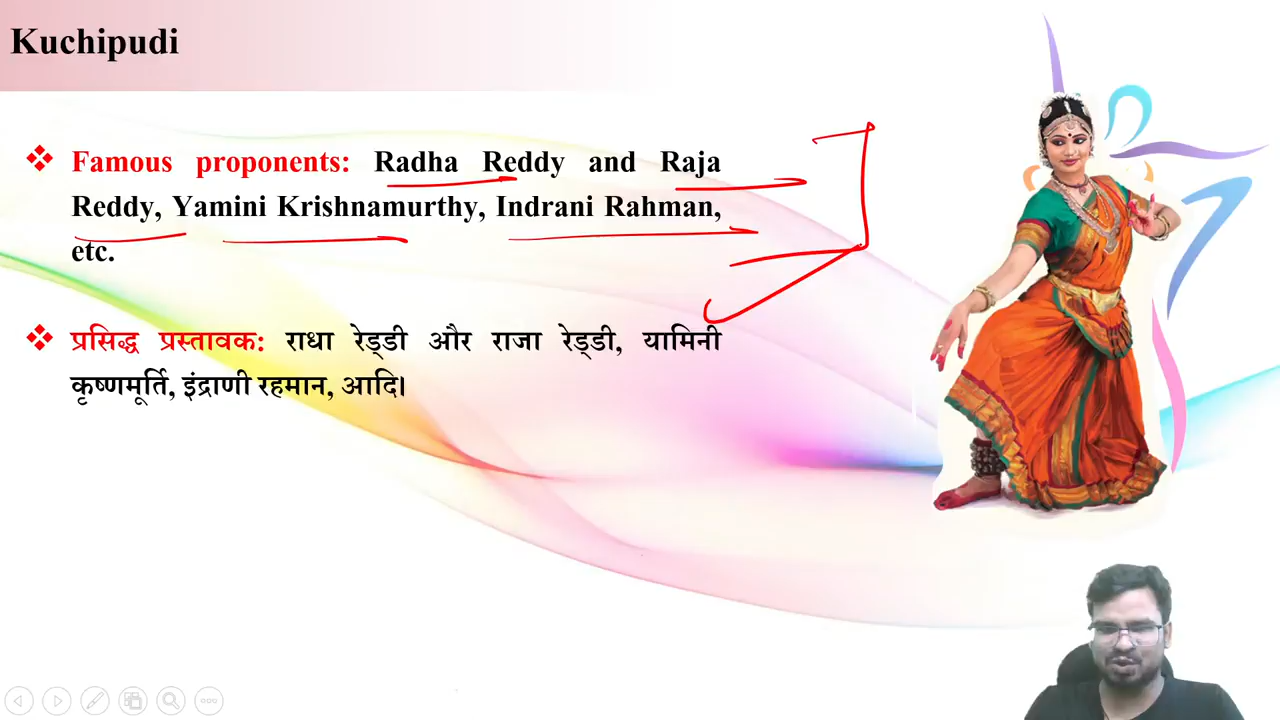 Kuchipudi
❖ Famous proponents: Radha Reddy and Raja
Reddy, Yamini Krishnamurthy, Indrani Rahman,
etc.
❖ प्रसिद्ध प्रस्तावक: राधा रेड्डी और राजा रेड्डी, यामिनी
कृष्णमूर्ति, इंद्राणी रहमान, आदि।